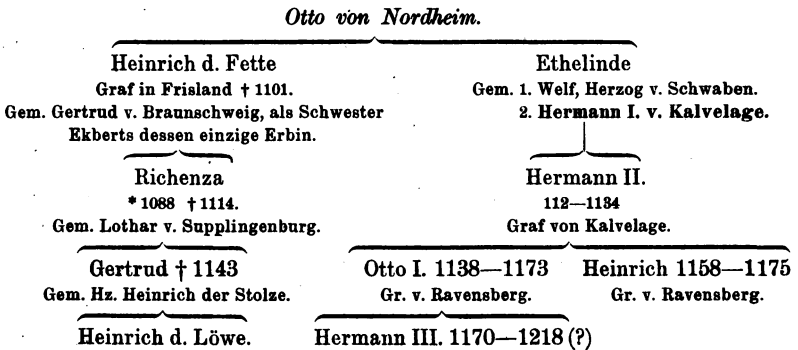 Otto von Nordheim.
Heinrich d. Fette
Graf in Frisland † 1101.
Gem. Gertrud v. Braunschweig, als Schwester
Ekberts dessen einzige Erbin.
Ethelinde
Gem. 1. Welf, Herzog v. Schwaben.
2. Hermann I. v. Kalvelage.
Richenza
* 1088 † 1114.
Gem. Lothar v. Supplingenburg.
Hermann II.
112—1134
Graf von Kalvelage.
Gertrud † 1143
Gem. Hz. Heinrich der Stolze.
Otto I. 1138—1173
Gr. v. Ravensberg.
Heinrich 1158—1175
Gr. v. Ravensberg.
Heinrich d. Löwe.
Hermann III. 1170—1218 (?)